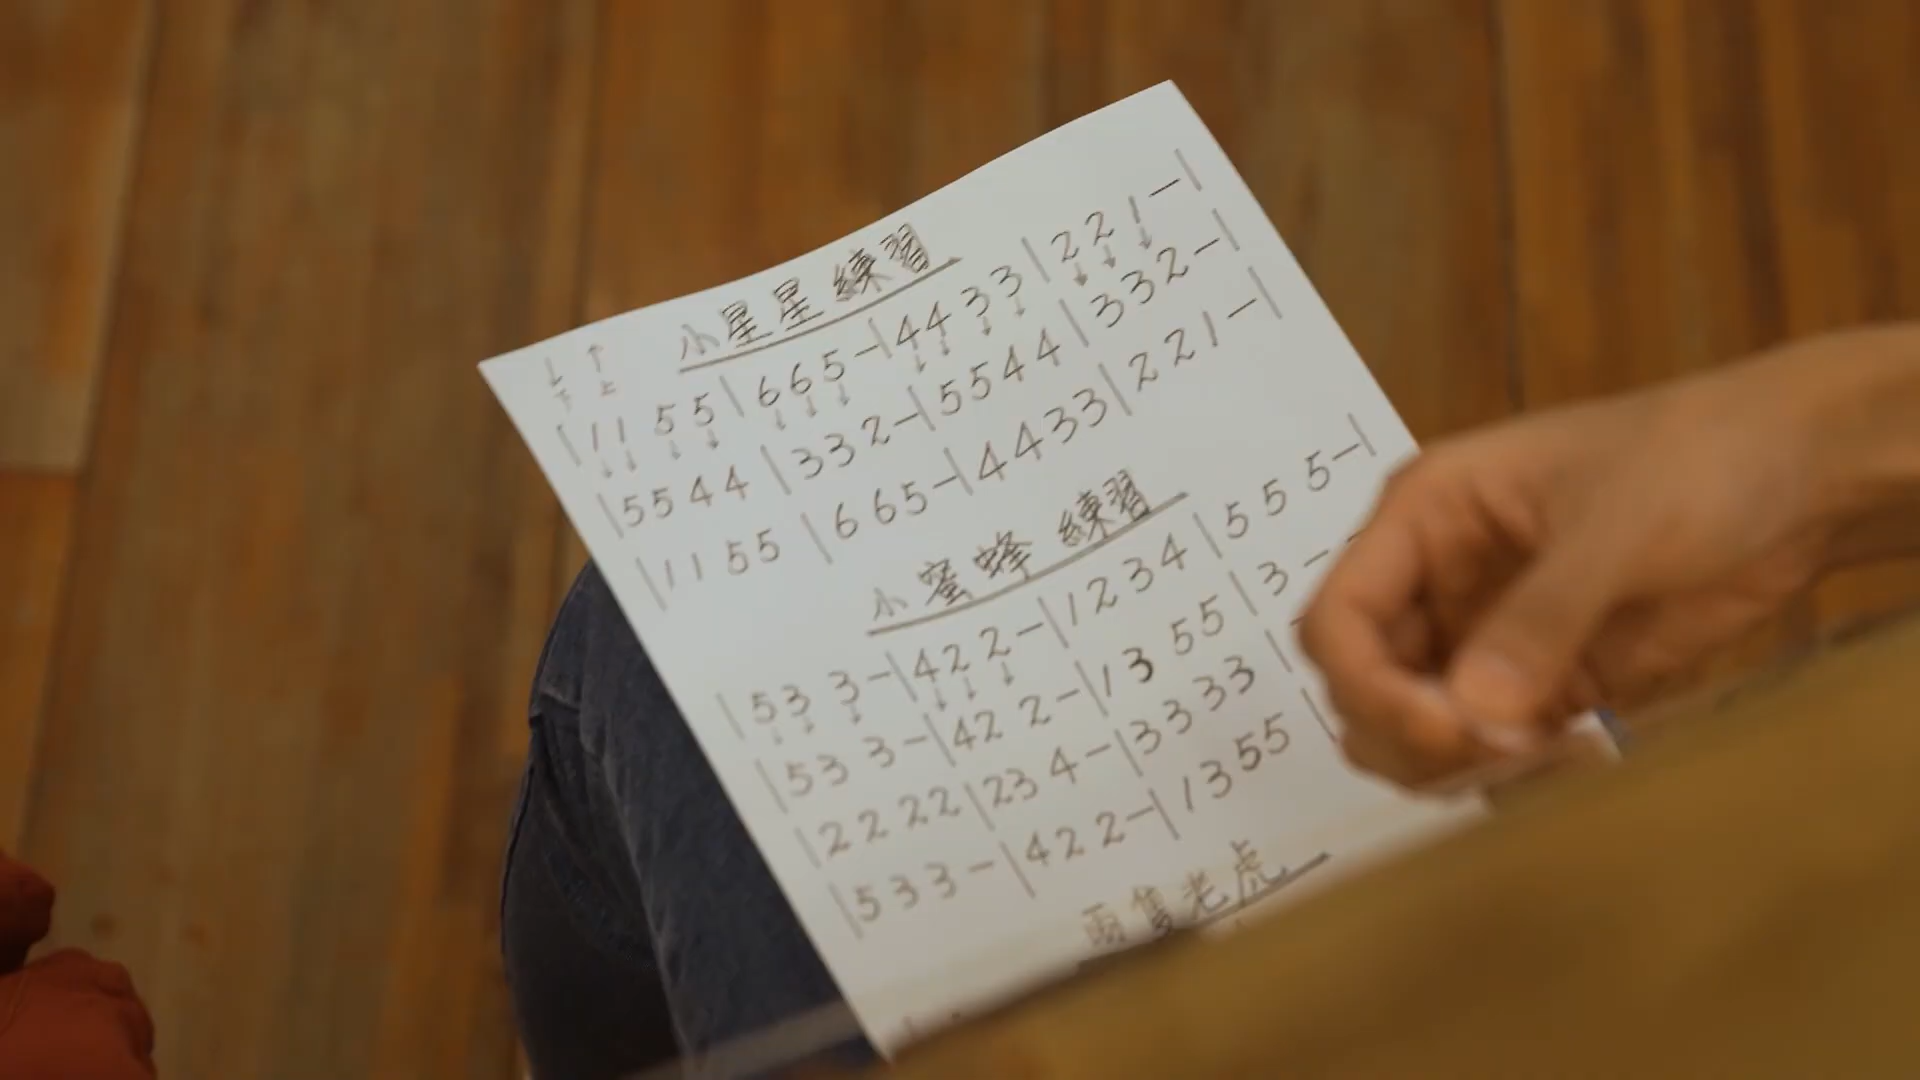 ↓ ↑
下 上
小星星 練習
| 1 1 5 5 | 6 6 5 – | 4 4 3 3 | 2 2 1 – |
↓ ↓ ↓ ↓ ↓ ↓ ↓ ↓ ↓ ↓ ↓ ↓ ↓ ↓
| 5 5 4 4 | 3 3 2 – | 5 5 4 4 | 3 3 2 – |
| 1 1 5 5 | 6 6 5 – | 4 4 3 3 | 2 2 1 – |
小蜜蜂 練習
| 5 3 3 – | 4 2 2 – | 1 2 3 4 | 5 5 5 – |
↓ ↓ ↓ ↓ ↓ ↓
| 5 3 3 – | 4 2 2 – | 1 3 5 5 | 3 – –
| 2 2 2 2 | 2 3 4 – | 3 3 3 3 |
| 5 3 3 – | 4 2 2 – | 1 3 5 5 |
兩隻老虎